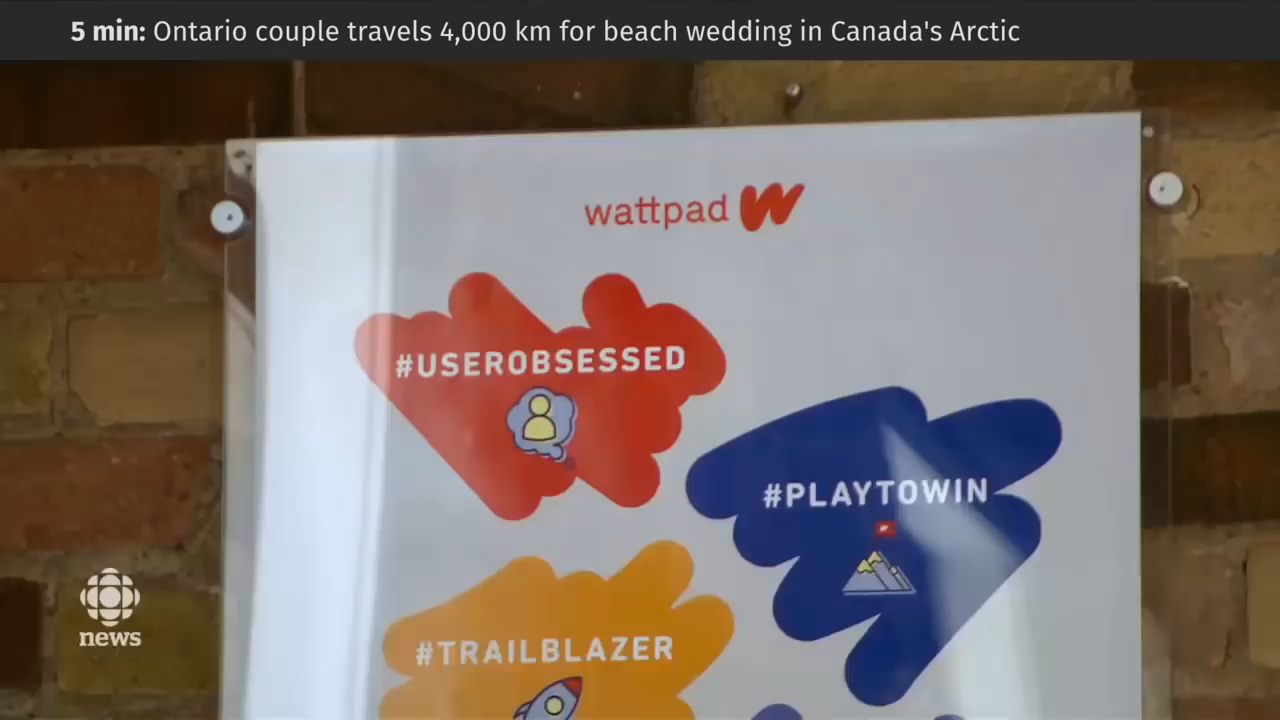 5 min: Ontario couple travels 4,000 km for beach wedding in Canada's Arctic
wattpad W
#USEROBSESSED
#PLAYTOWIN
#TRAILBLAZER
news